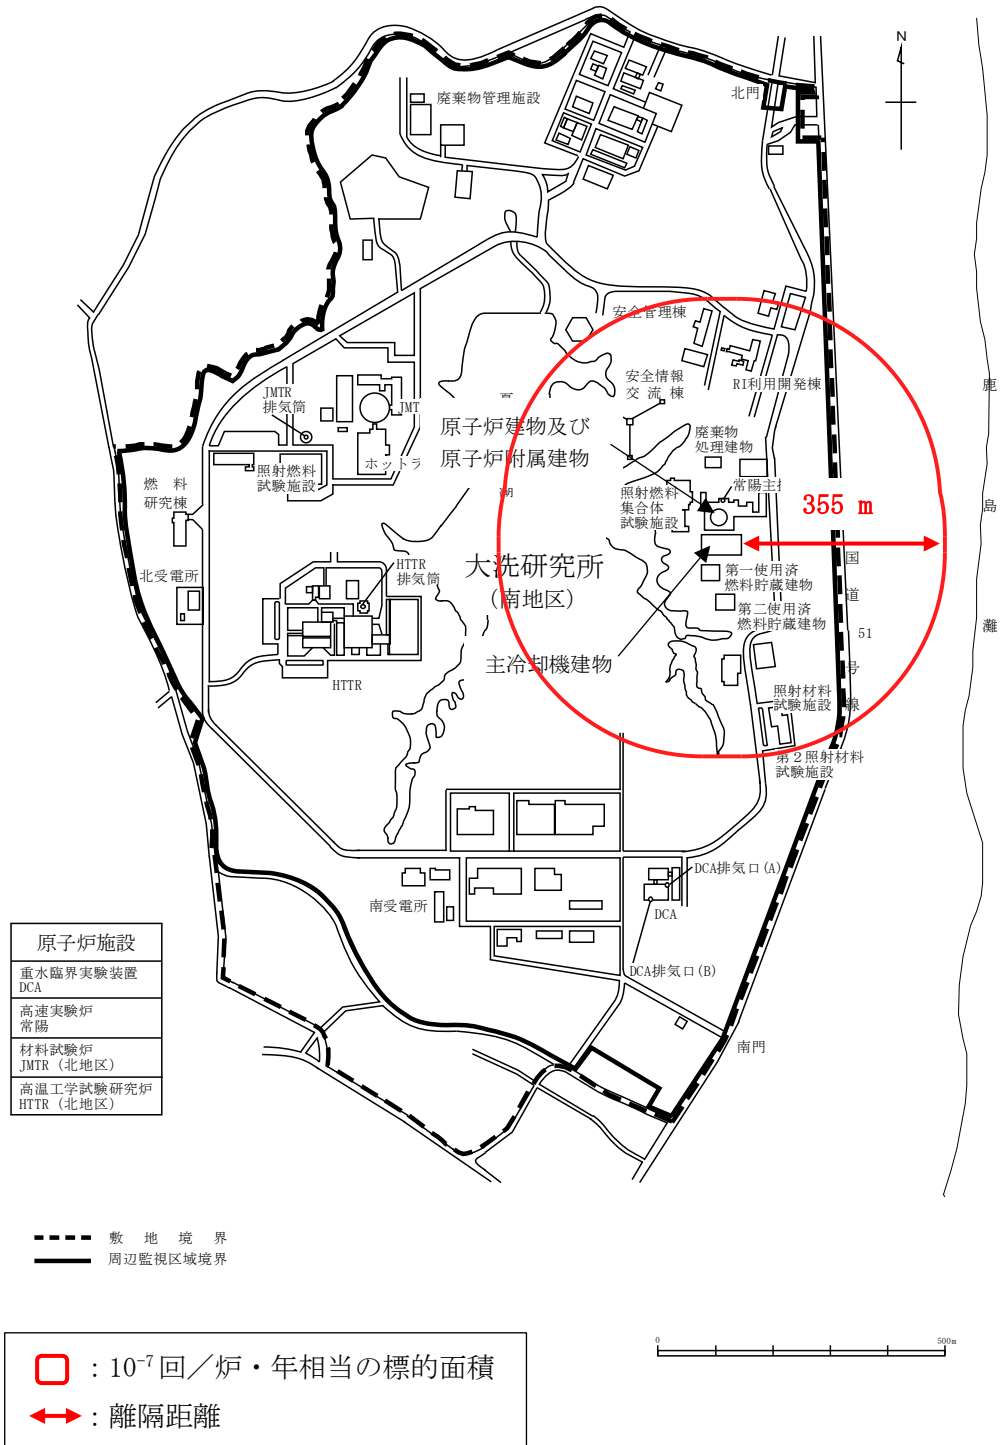 N
北門
廃棄物管理施設
安全管理棟
安全情報
交流棟
RI利用開発棟
鹿
島
灘
JMTR
排気筒
夏
湖
原子炉建物及び
原子炉附属建物
廃棄物
処理建物
ホットラ
照射燃料
試験施設
燃料
研究棟
照射燃料
集合体
試験施設
常陽主排
355 m
大洗研究所
(南地区)
HTTR
排気筒
北受電所
第一使用済
燃料貯蔵建物
第二使用済
燃料貯蔵建物
国
道
51
号
線
主冷却機建物
HTTR
照射材料
試験施設
第2照射材料
試験施設
DCA排気口(A)
南受電所
DCA
DCA排気口(B)
南門
原子炉施設
重水臨界実験装置
DCA
高速実験炉
常陽
材料試験炉
JMTR (北地区)
高温工学試験研究炉
HTTR (北地区)
敷地境界
周辺監視区域境界
0 500m
:10⁻⁷回/炉・年相当の標的面積
:離隔距離